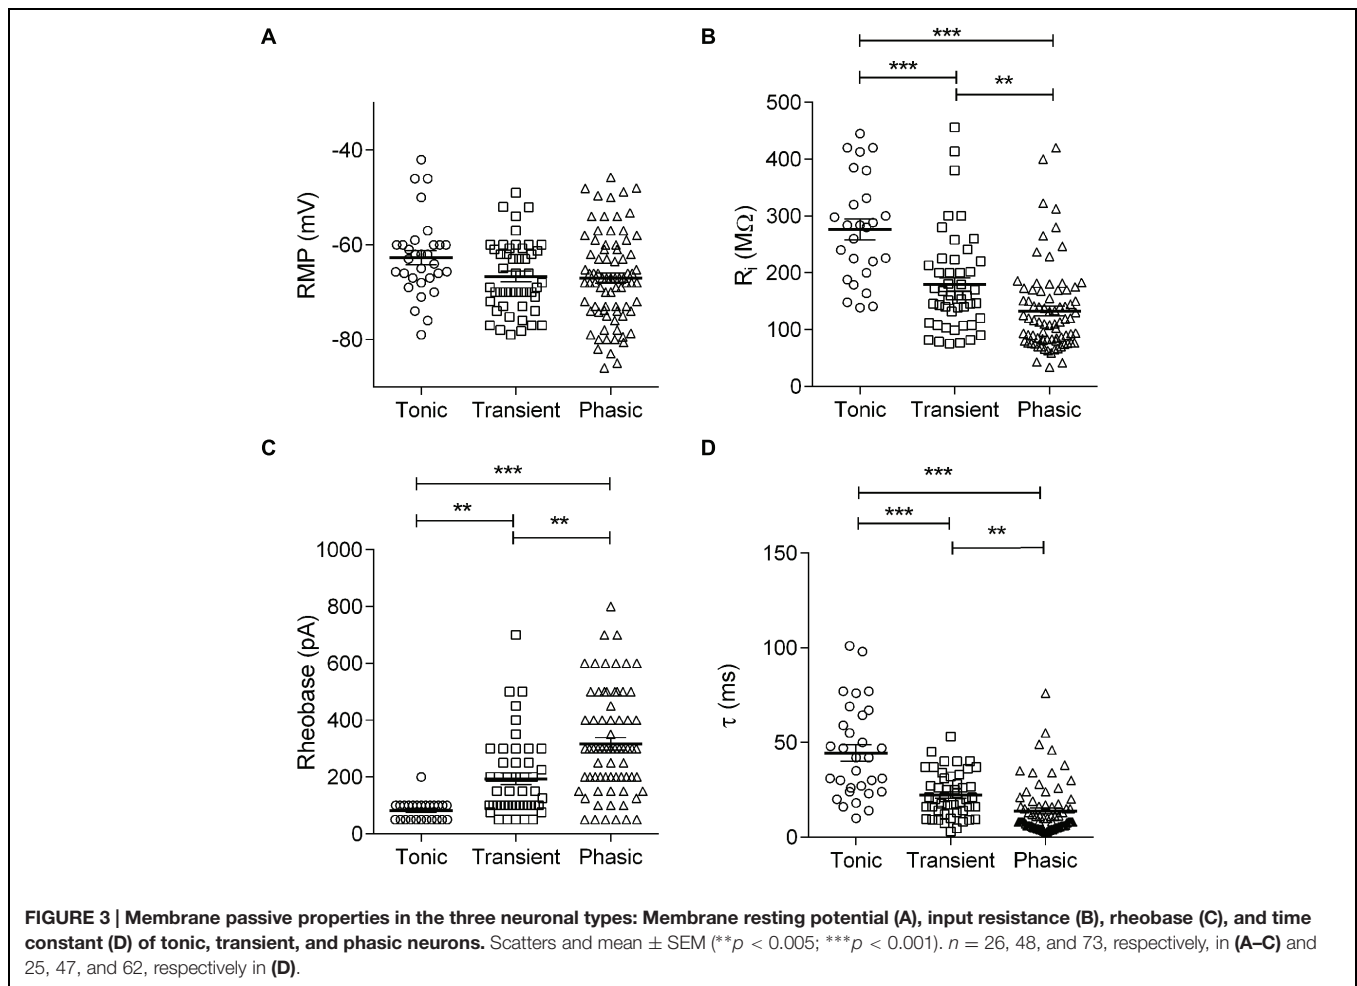 A
RMP (mV)
-40
-60
-80
Tonic Transient Phasic
B
***
***
**
Ri (MΩ)
500
400
300
200
100
0
Tonic Transient Phasic
C
***
**
**
Rheobase (pA)
1000
800
600
400
200
0
Tonic Transient Phasic
D
***
***
**
τ (ms)
150
100
50
0
Tonic Transient Phasic
FIGURE 3 | Membrane passive properties in the three neuronal types: Membrane resting potential (A), input resistance (B), rheobase (C), and time
constant (D) of tonic, transient, and phasic neurons. Scatters and mean ± SEM (**p < 0.005; ***p < 0.001). n = 26, 48, and 73, respectively, in (A–C) and
25, 47, and 62, respectively in (D).